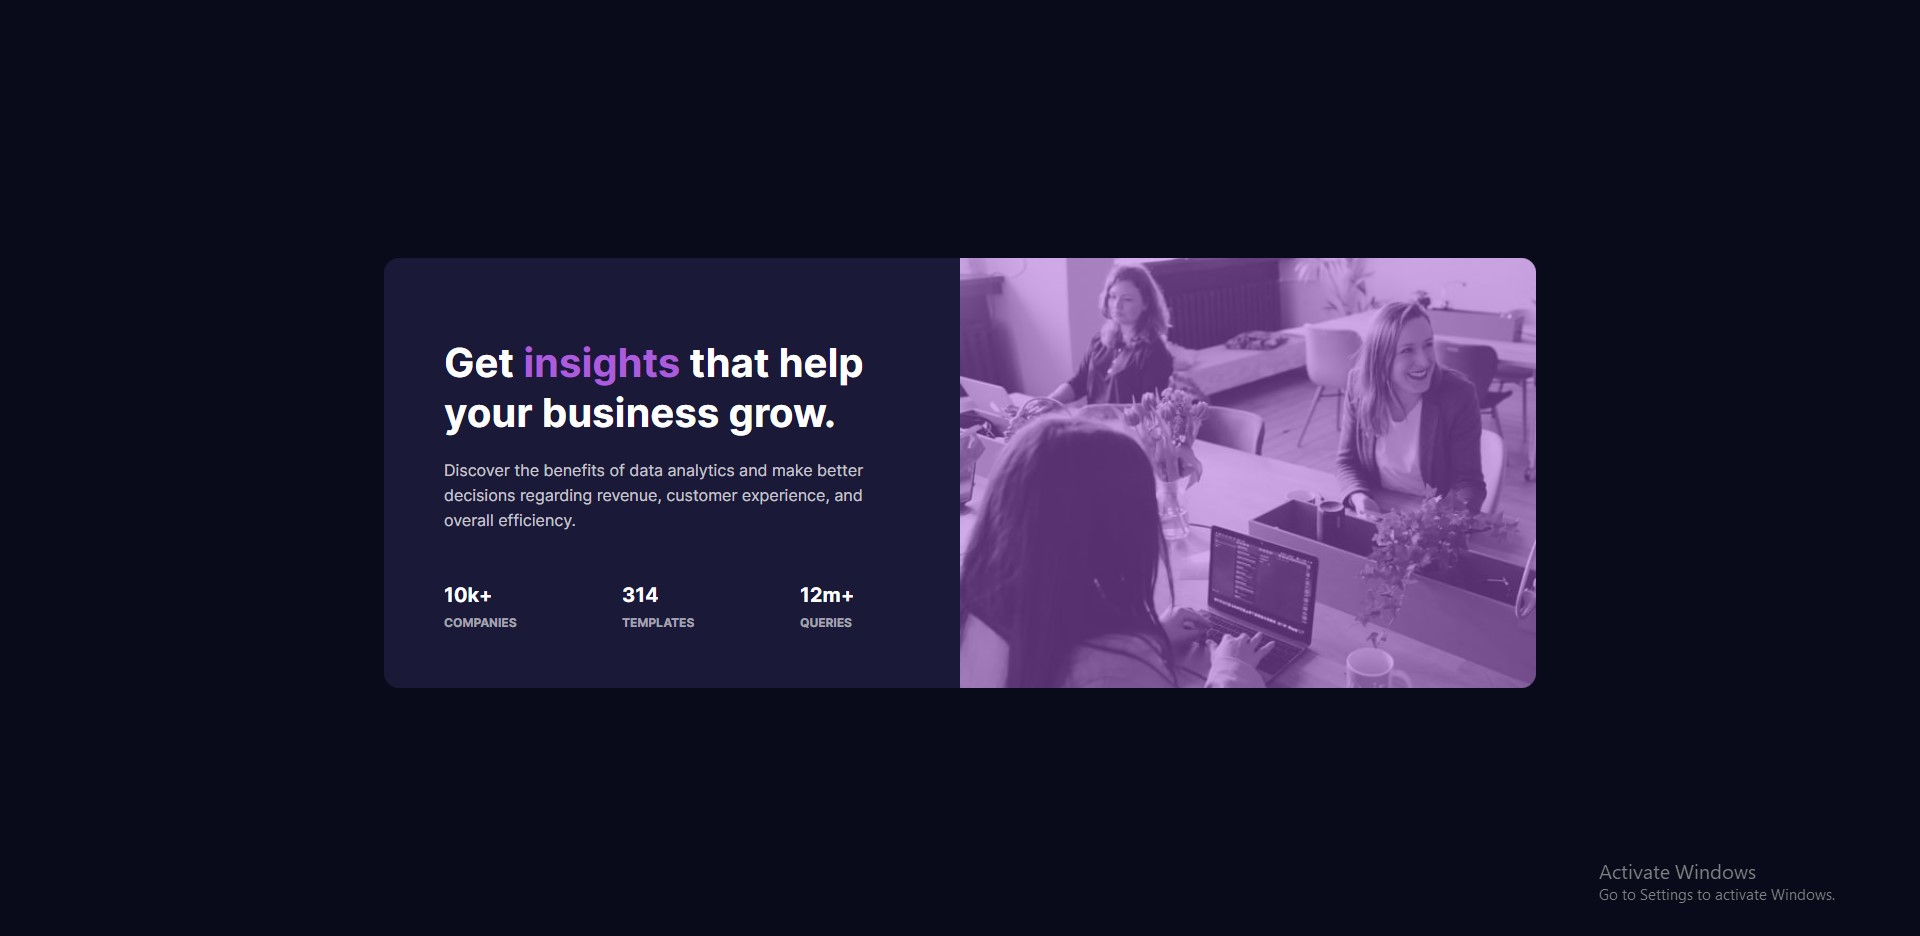 Get insights that help
your business grow.
Discover the benefits of data analytics and make better
decisions regarding revenue, customer experience, and
overall efficiency.
10k+
COMPANIES
314
TEMPLATES
12m+
QUERIES
Activate Windows
Go to Settings to activate Windows.